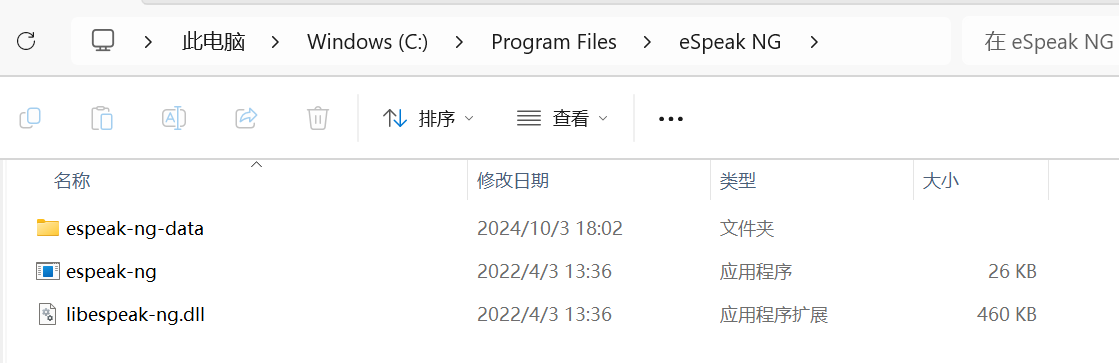 此电脑 > Windows (C:) > Program Files > eSpeak NG >
在 eSpeak NG
排序 查看
名称 修改日期 类型 大小
espeak-ng-data 2024/10/3 18:02 文件夹
espeak-ng 2022/4/3 13:36 应用程序 26 KB
libespeak-ng.dll 2022/4/3 13:36 应用程序扩展 460 KB